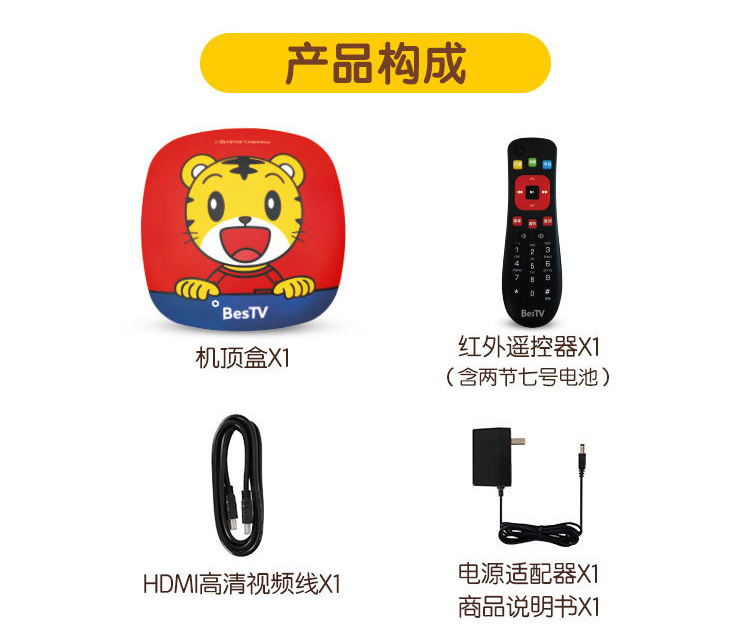 产品构成
BesTV
机顶盒X1
BesTV
红外遥控器X1
（含两节七号电池）
HDMI高清视频线X1
电源适配器X1
商品说明书X1